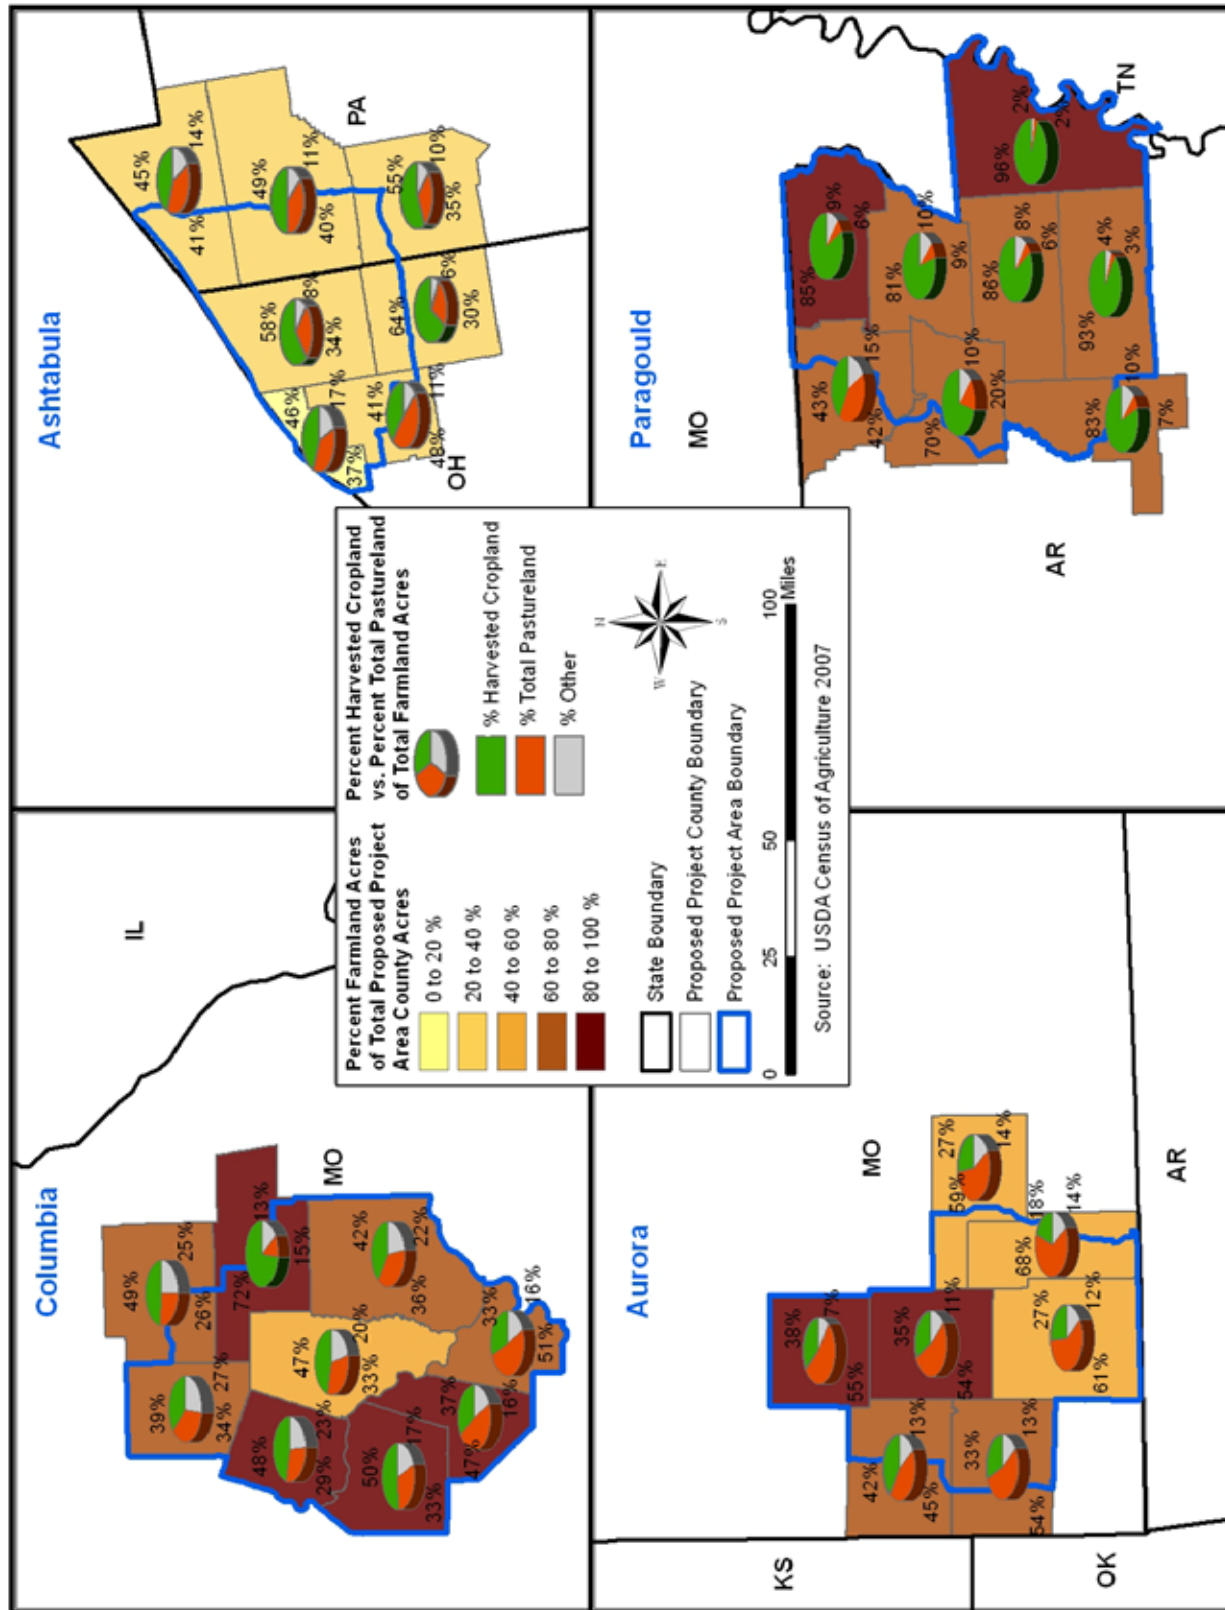 Columbia
IL
MO
49%
25%
26%
39%
27%
34%
13%
15%
72%
48%
23%
29%
47%
20%
33%
42%
22%
36%
50%
17%
33%
37%
16%
47%
33%
16%
51%
Ashtabula
PA
OH
45%
14%
41%
49%
11%
40%
55%
10%
35%
58%
8%
34%
64%
6%
30%
46%
17%
37%
41%
11%
48%
Percent Farmland Acres
of Total Proposed Project
Area County Acres
0 to 20 %
20 to 40 %
40 to 60 %
60 to 80 %
80 to 100 %
Percent Harvested Cropland
vs. Percent Total Pastureland
of Total Farmland Acres
% Harvested Cropland
% Total Pastureland
% Other
State Boundary
Proposed Project County Boundary
Proposed Project Area Boundary
N
W
E
S
0
25
50
100
Miles
Source: USDA Census of Agriculture 2007
Aurora
KS
OK
MO
AR
38%
7%
55%
35%
11%
54%
42%
13%
45%
33%
13%
54%
27%
12%
61%
27%
14%
59%
18%
14%
68%
Paragould
MO
AR
TN
85%
9%
6%
43%
15%
42%
81%
10%
9%
70%
10%
20%
86%
8%
6%
96%
2%
2%
93%
4%
3%
83%
10%
7%